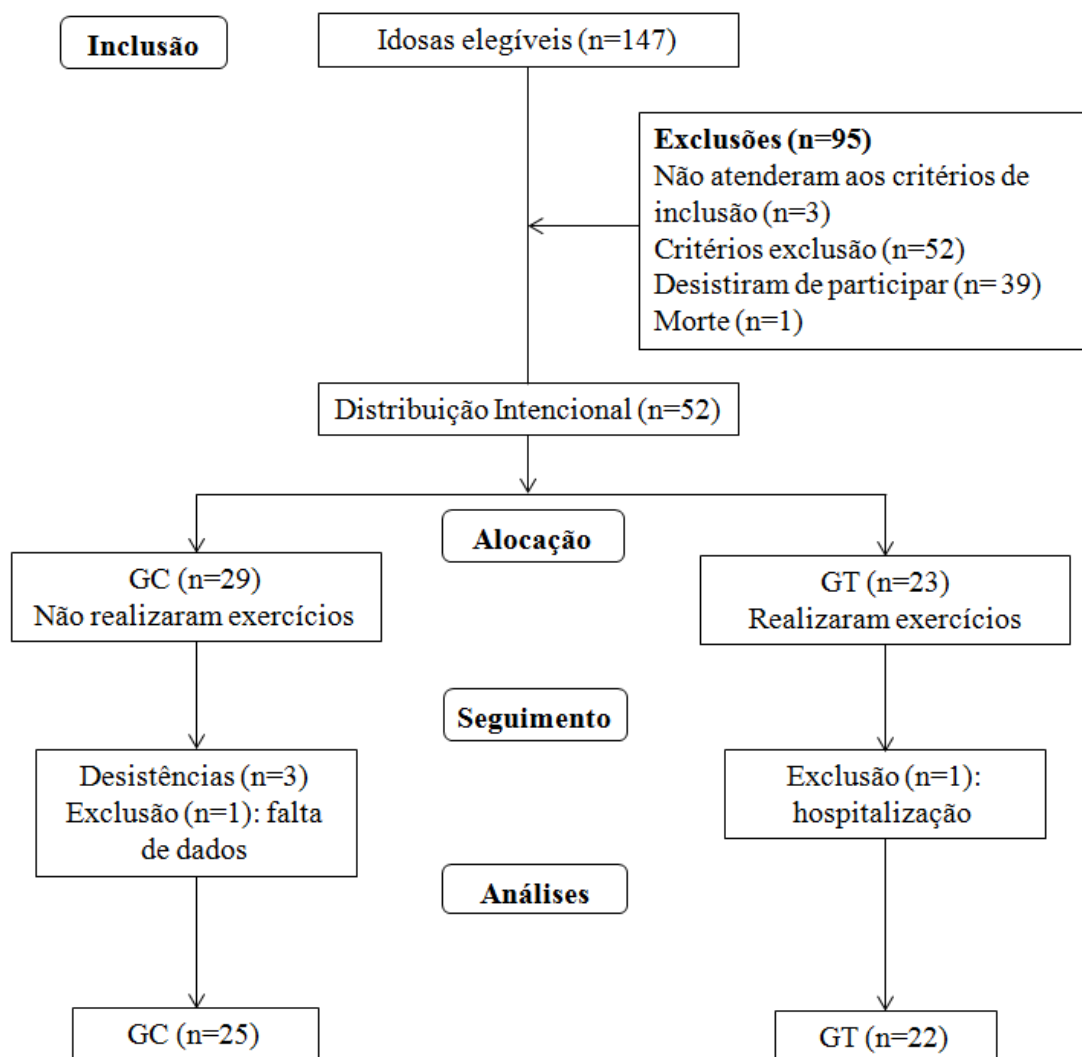 Inclusão
Idosas elegíveis (n=147)
Exclusões (n=95)
Não atenderam aos critérios de
inclusão (n=3)
Critérios exclusão (n=52)
Desistiram de participar (n= 39)
Morte (n=1)
Distribuição Intencional (n=52)
Alocação
GC (n=29)
Não realizaram exercícios
GT (n=23)
Realizaram exercícios
Seguimento
Desistências (n=3)
Exclusão (n=1): falta
de dados
Exclusão (n=1):
hospitalização
Análises
GC (n=25)
GT (n=22)